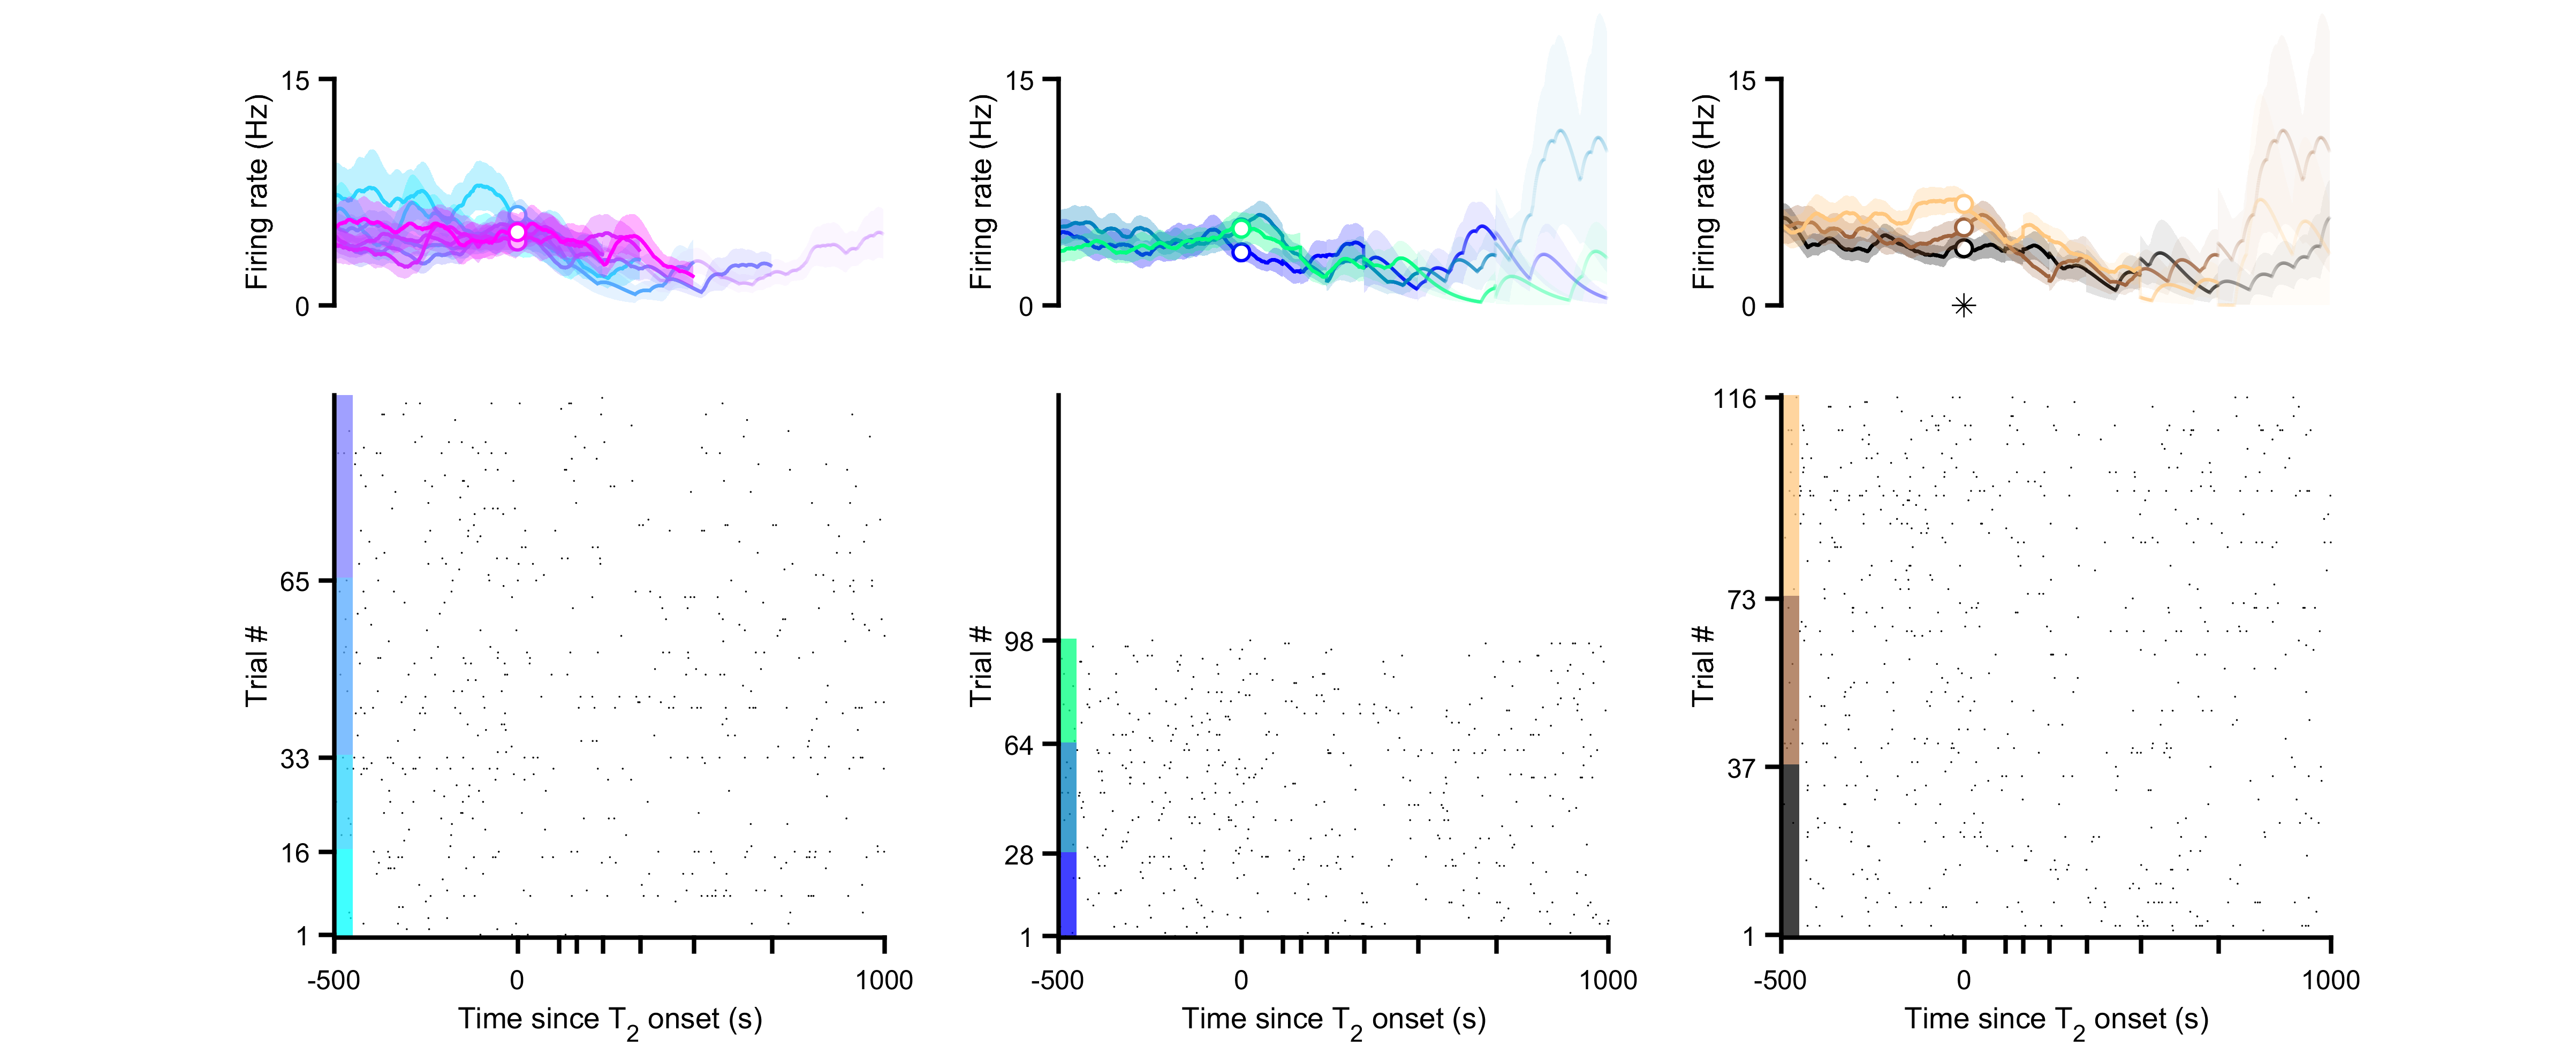 15
Firing rate (Hz)
0
15
Firing rate (Hz)
0
15
Firing rate (Hz)
0
65
33
16
1
Trial #
-500 0 1000
Time since T2 onset (s)
98
64
28
1
Trial #
-500 0 1000
Time since T2 onset (s)
116
73
37
1
Trial #
-500 0 1000
Time since T2 onset (s)